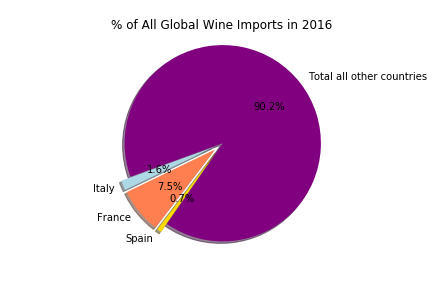 % of All Global Wine Imports in 2016
Total all other countries
90.2%
1.6%
Italy
7.5%
0.7%
France
Spain